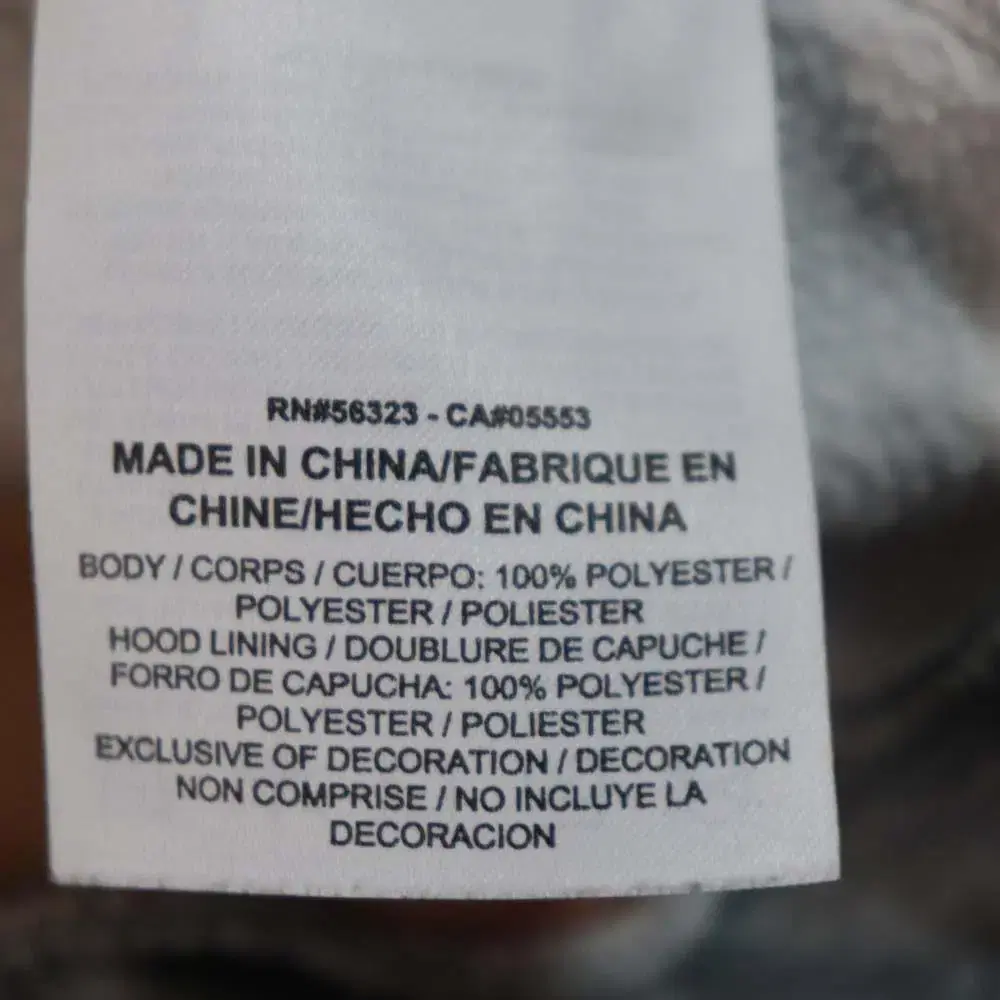 RN#56323 - CA#05553
MADE IN CHINA/FABRIQUE EN
CHINE/HECHO EN CHINA
BODY / CORPS / CUERPO: 100% POLYESTER /
POLYESTER / POLIESTER
HOOD LINING / DOUBLURE DE CAPUCHE /
FORRO DE CAPUCHA: 100% POLYESTER /
POLYESTER / POLIESTER
EXCLUSIVE OF DECORATION / DECORATION
NON COMPRISE / NO INCLUYE LA
DECORACION